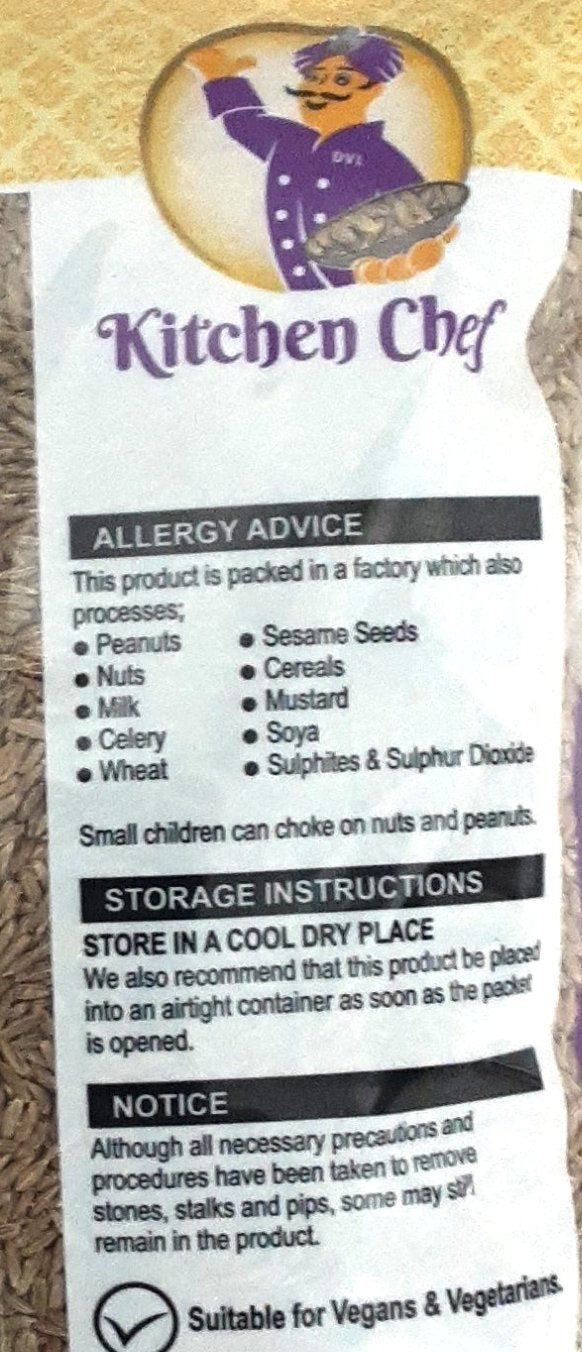 DVL
Kitchen Chef
ALLERGY ADVICE
This product is packed in a factory which also
processes;
• Peanuts • Sesame Seeds
• Nuts • Cereals
• Milk • Mustard
• Celery • Soya
• Wheat • Sulphites & Sulphur Dioxide
Small children can choke on nuts and peanuts.
STORAGE INSTRUCTIONS
STORE IN A COOL DRY PLACE
We also recommend that this product be placed
into an airtight container as soon as the packet
is opened.
NOTICE
Although all necessary precautions and
procedures have been taken to remove
stones, stalks and pips, some may still
remain in the product.
Suitable for Vegans & Vegetarians.